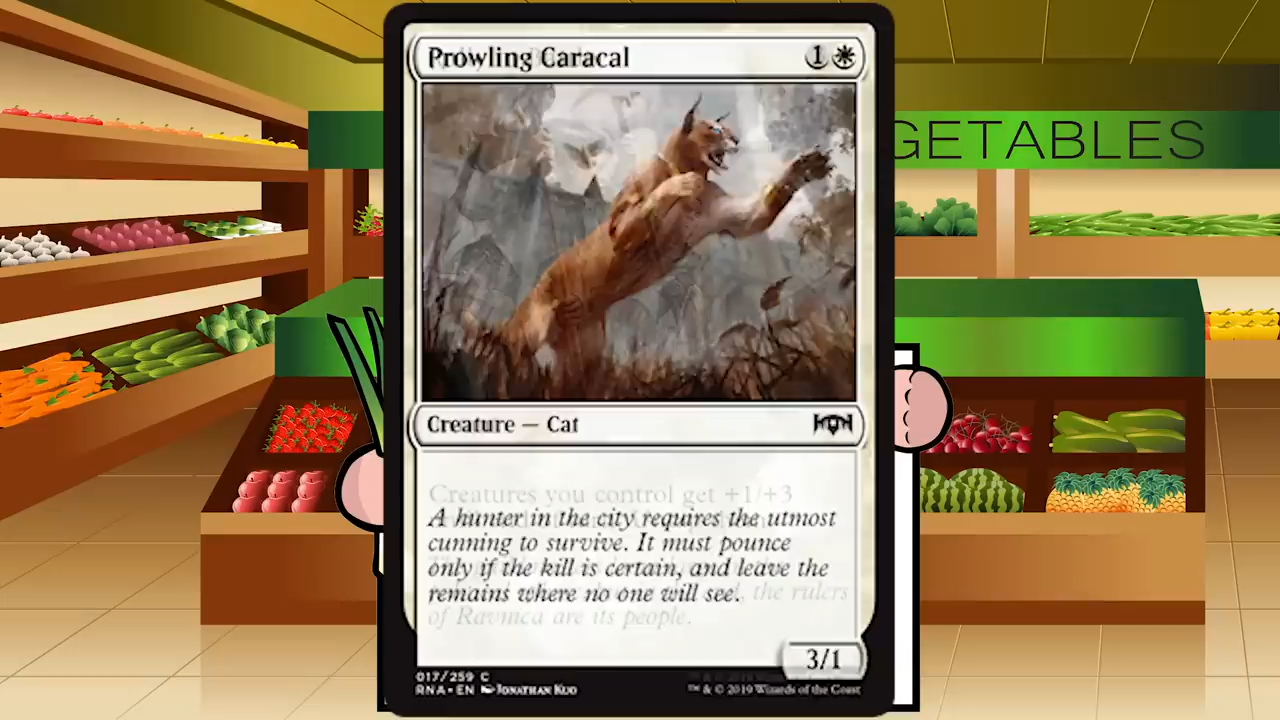 Prowling Caracal
1
GETABLES
Creature — Cat
Creatures you control get +1/+3
A hunter in the city requires the utmost
cunning to survive. It must pounce
only if the kill is certain, and leave the
remains where no one will see.
the rulers
of Ravnica are its people.
3/1
017/259 C
RNA • EN Jonathan Kuo
™ & © 2019 Wizards of the Coast